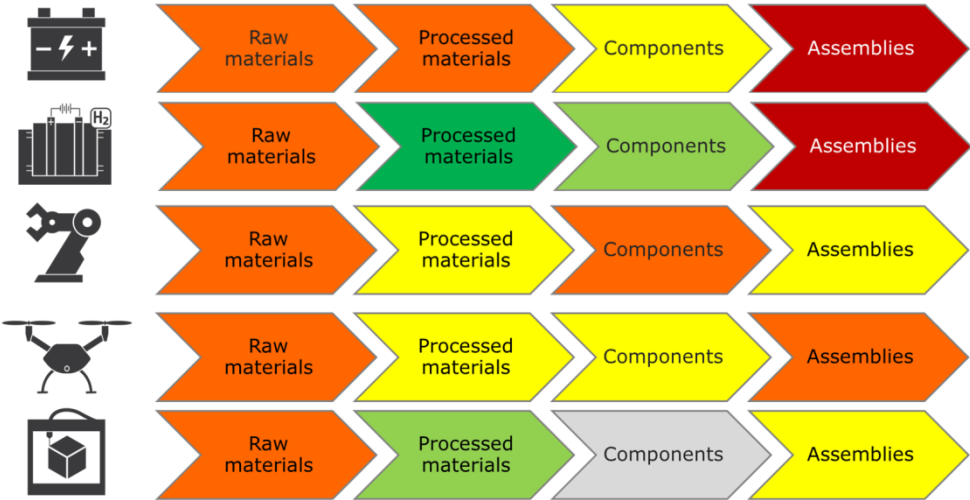 Raw
materials
Processed
materials
Components
Assemblies
H2
Raw
materials
Processed
materials
Components
Assemblies
Raw
materials
Processed
materials
Components
Assemblies
Raw
materials
Processed
materials
Components
Assemblies
Raw
materials
Processed
materials
Components
Assemblies